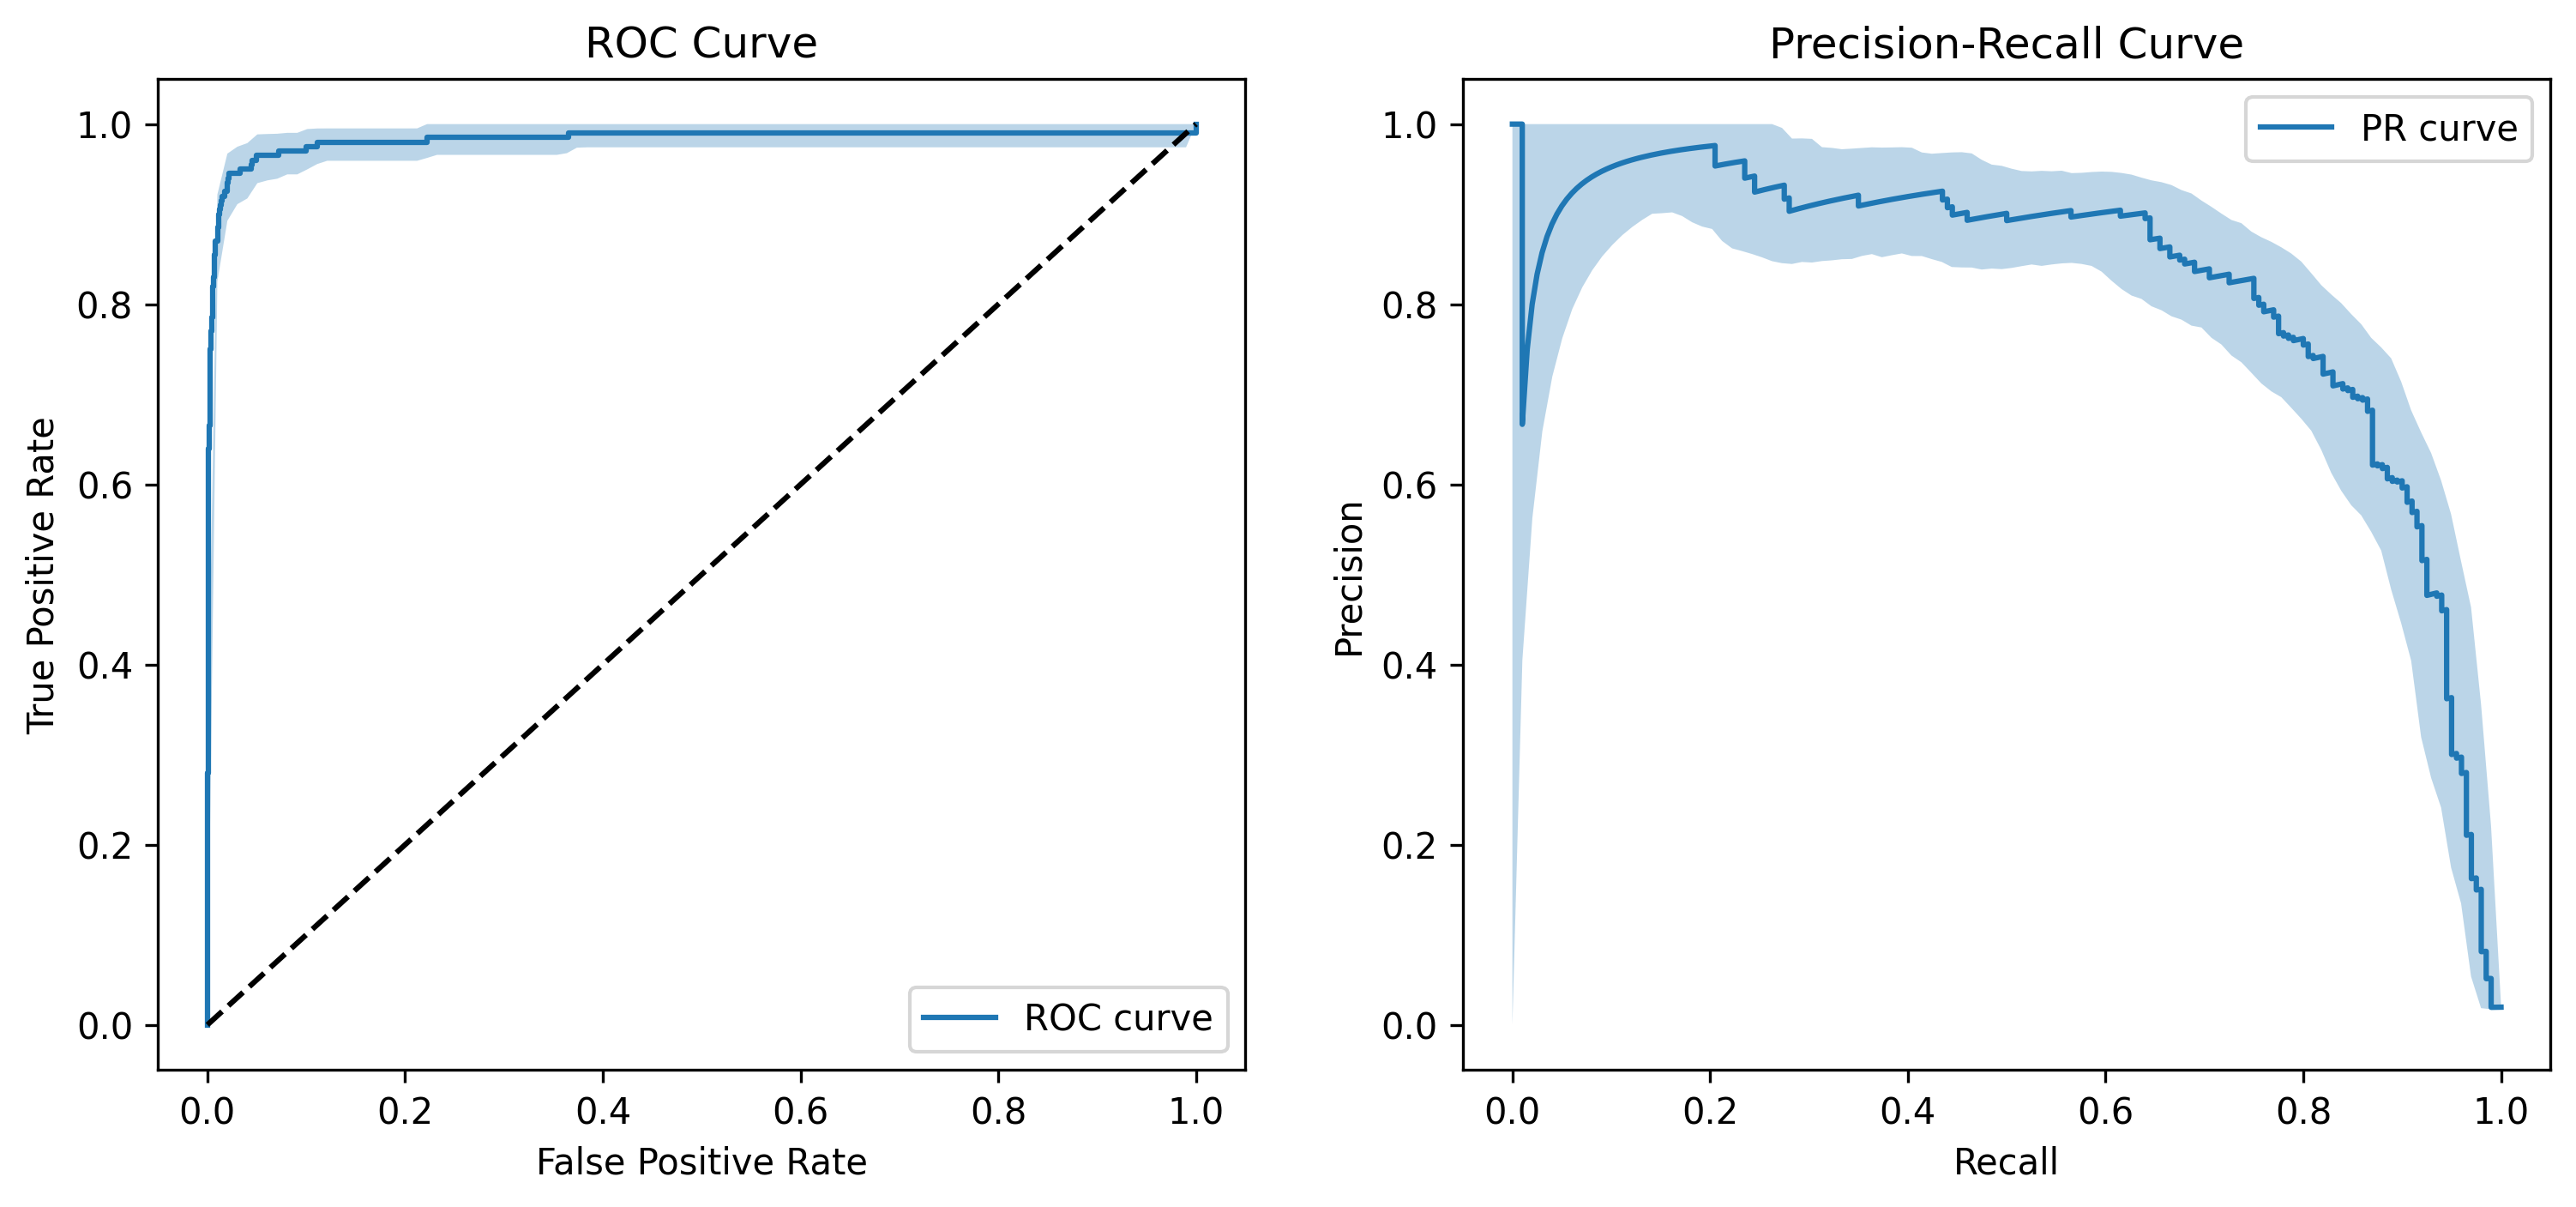 ROC Curve
1.0
0.8
0.6
0.4
0.2
0.0
True Positive Rate
0.0 0.2 0.4 0.6 0.8 1.0
False Positive Rate
ROC curve
Precision-Recall Curve
1.0
0.8
0.6
0.4
0.2
0.0
Precision
0.0 0.2 0.4 0.6 0.8 1.0
Recall
PR curve